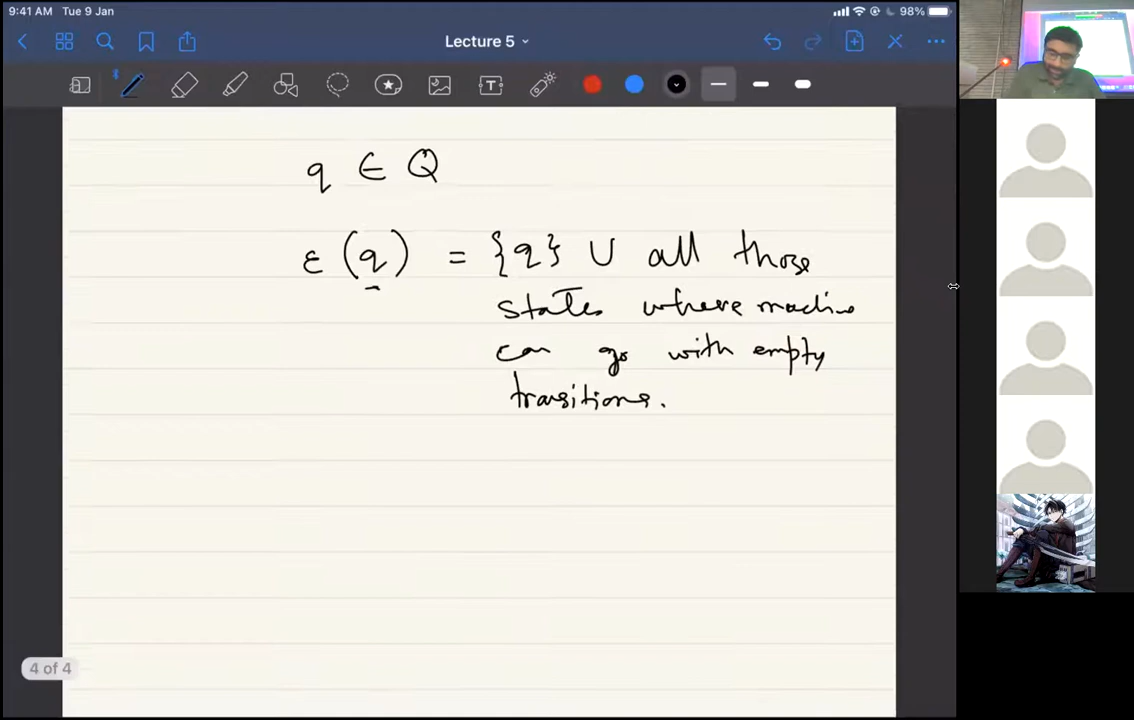 9:41 AM Tue 9 Jan
98%
Lecture 5
T
q ∈ Q
ε (q) = {q} ∪ all those
states where machine
can go with empty
transitions.
4 of 4